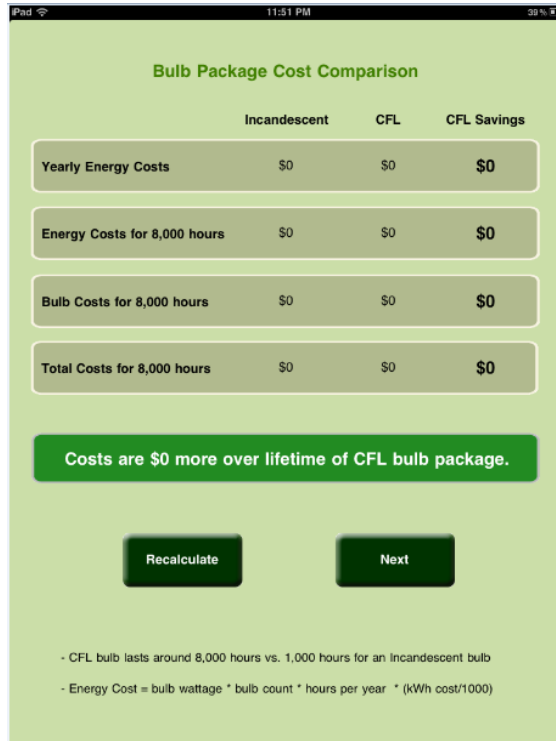 iPad 11:51 PM 39%
Bulb Package Cost Comparison
Incandescent CFL CFL Savings
Yearly Energy Costs $0 $0 $0
Energy Costs for 8,000 hours $0 $0 $0
Bulb Costs for 8,000 hours $0 $0 $0
Total Costs for 8,000 hours $0 $0 $0
Costs are $0 more over lifetime of CFL bulb package.
Recalculate Next
- CFL bulb lasts around 8,000 hours vs. 1,000 hours for an Incandescent bulb
- Energy Cost = bulb wattage * bulb count * hours per year * (kWh cost/1000)